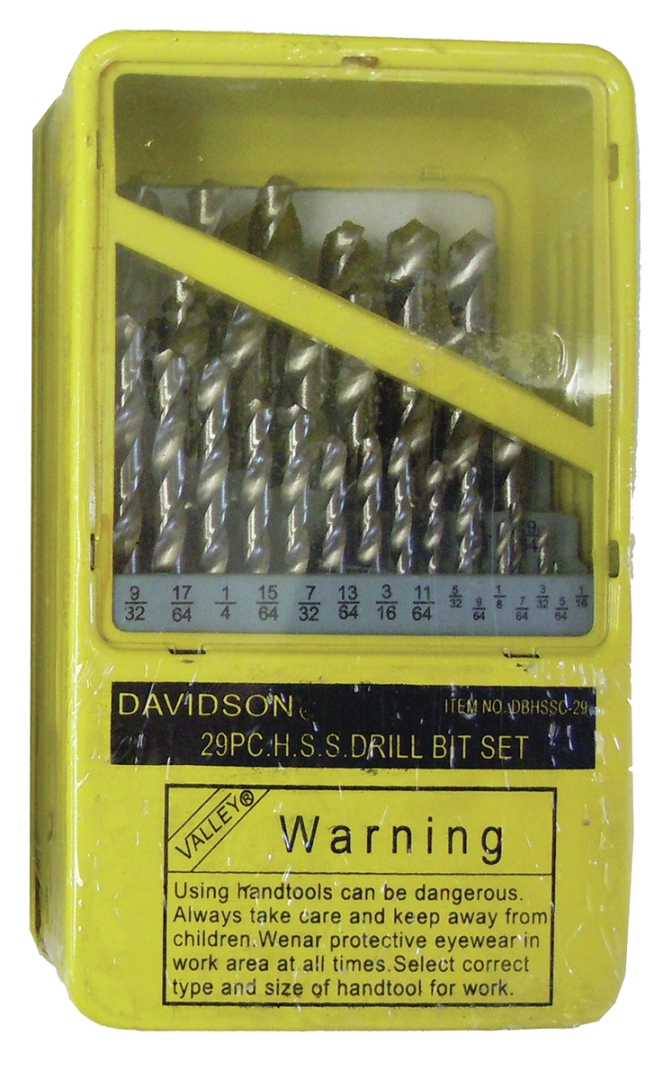 9/32 17/64 1/4 15/64 7/32 13/64 3/16 11/64 5/32 9/64 1/8 7/64 3/32 5/64 1/16
DAVIDSON
ITEM NO. DBHSSC-29
29PC.H.S.S.DRILL BIT SET
VALLEY®
Warning
Using handtools can be dangerous.
Always take care and keep away from
children.Wenar protective eyewear in
work area at all times.Select correct
type and size of handtool for work.